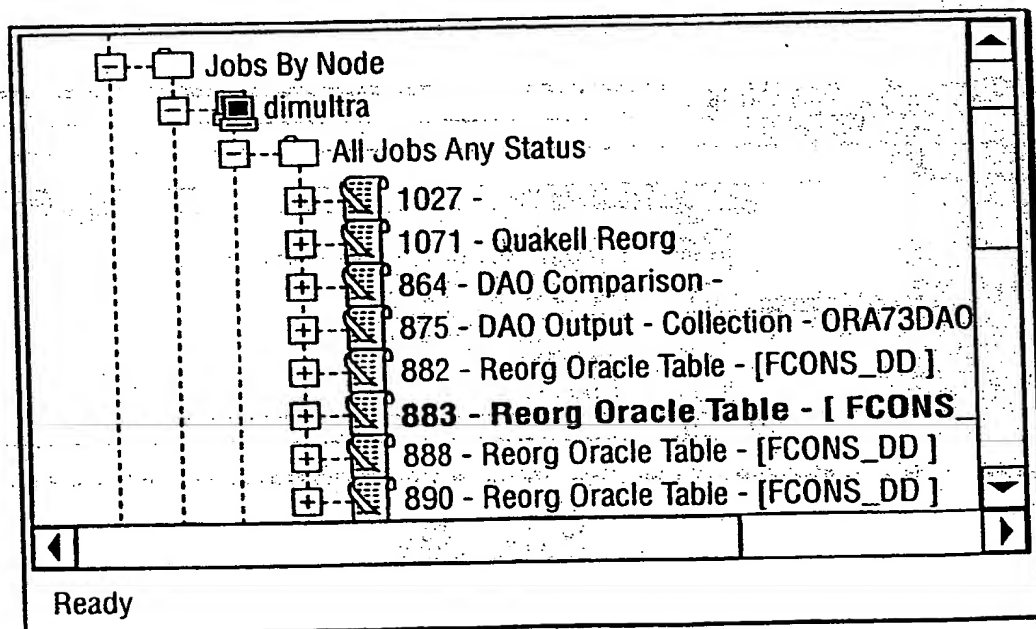 Jobs By Node
dimultra
All Jobs Any Status
1027 -
1071 - Quakell Reorg
864 - DAO Comparison -
875 - DAO Output - Collection - ORA73DAO
882 - Reorg Oracle Table - [FCONS_DD ]
883 - Reorg Oracle Table - [ FCONS_
888 - Reorg Oracle Table - [FCONS_DD ]
890 - Reorg Oracle Table - [FCONS_DD ]
Ready